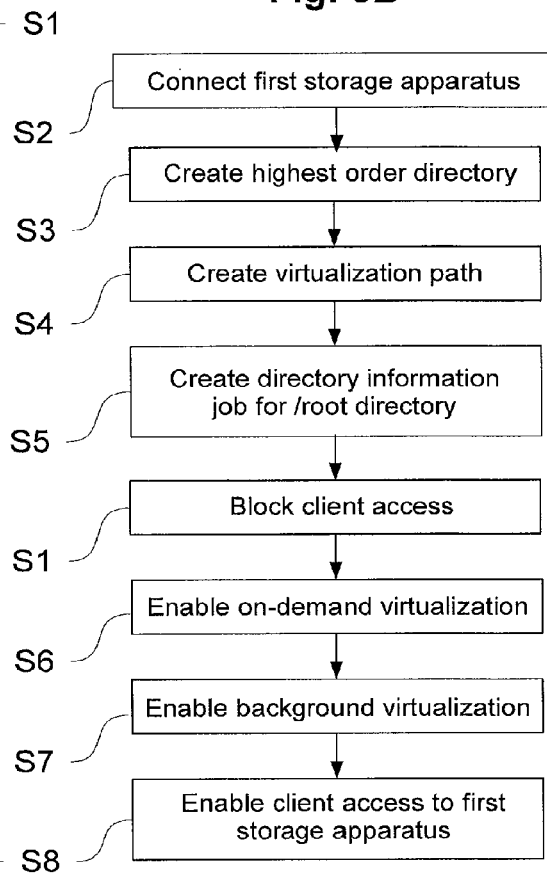 Fig.
S1
Connect first storage apparatus
S2
Create highest order directory
S3
Create virtualization path
S4
Create directory information
job for /root directory
S5
Block client access
S1
Enable on-demand virtualization
S6
Enable background virtualization
S7
Enable client access to first
storage apparatus
S8